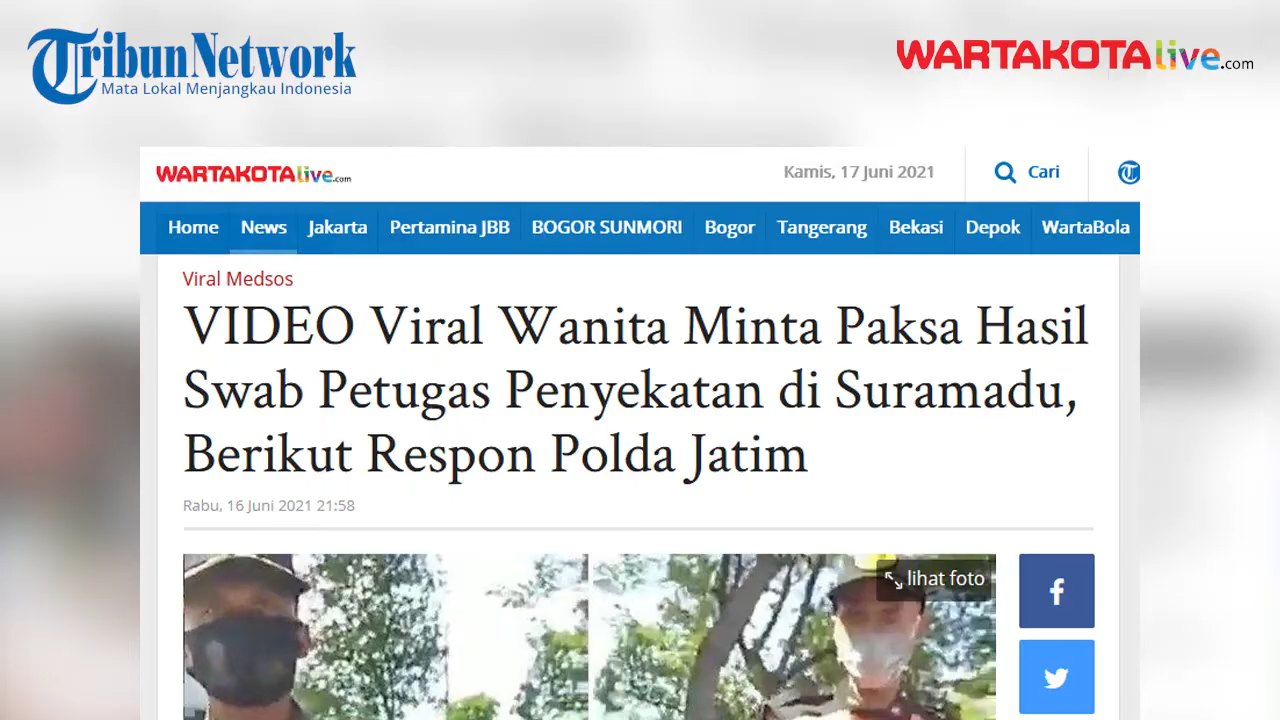 TribunNetwork
Mata Lokal Menjangkau Indonesia
WARTAKOTAlive.com
WARTAKOTAlive.com
Kamis, 17 Juni 2021
Cari
Home News Jakarta Pertamina JBB BOGOR SUNMORI Bogor Tangerang Bekasi Depok WartaBola
Viral Medsos
VIDEO Viral Wanita Minta Paksa Hasil
Swab Petugas Penyekatan di Suramadu,
Berikut Respon Polda Jatim
Rabu, 16 Juni 2021 21:58
lihat foto